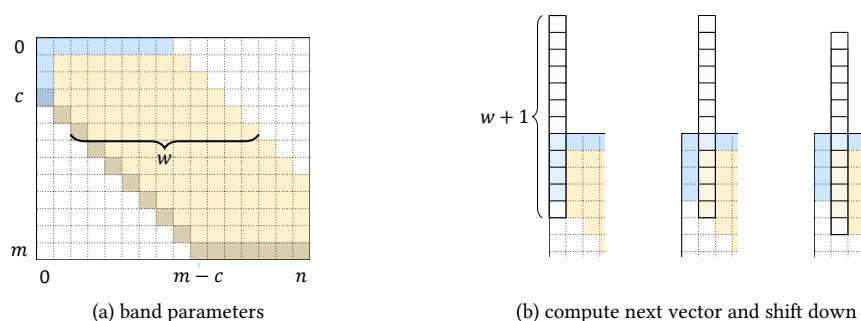 0
c
w
m
0
m − c
n
(a) band parameters
w + 1
(b) compute next vector and shift down